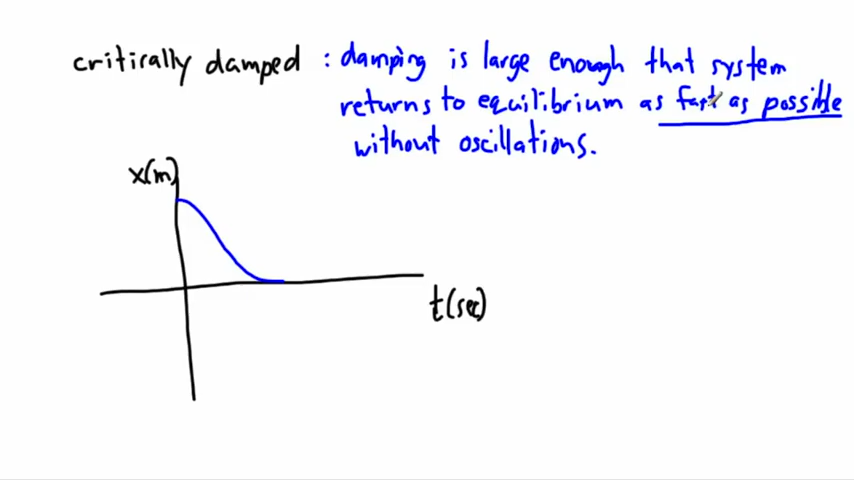 critically damped : damping is large enough that system
returns to equilibrium as fast as possible
without oscillations.
x(m)
t(sec)